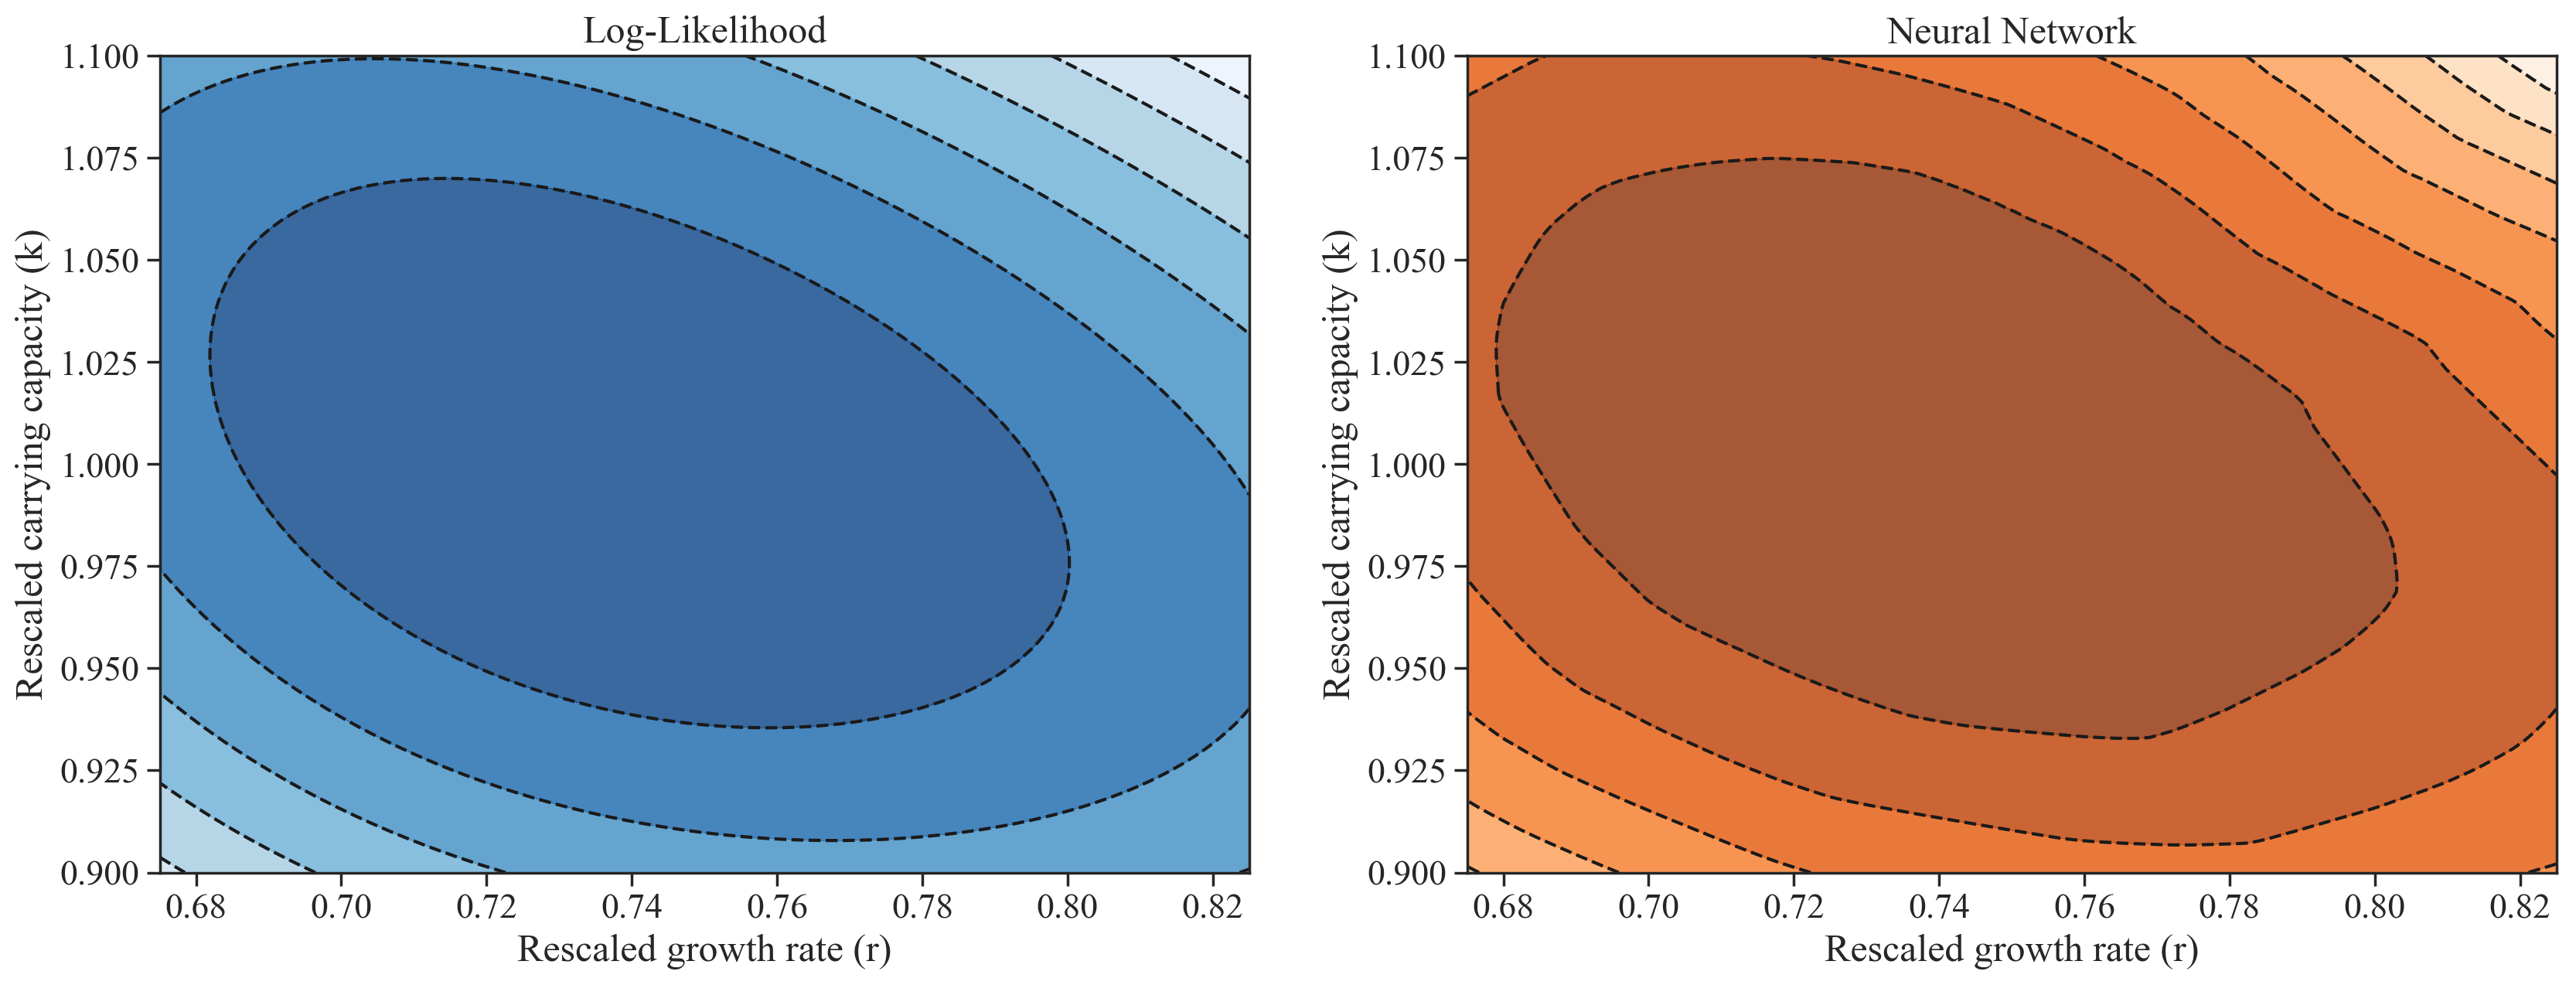 Log-Likelihood
Rescaled carrying capacity (k)
1.100
1.075
1.050
1.025
1.000
0.975
0.950
0.925
0.900
0.68 0.70 0.72 0.74 0.76 0.78 0.80 0.82
Rescaled growth rate (r)
Neural Network
Rescaled carrying capacity (k)
1.100
1.075
1.050
1.025
1.000
0.975
0.950
0.925
0.900
0.68 0.70 0.72 0.74 0.76 0.78 0.80 0.82
Rescaled growth rate (r)